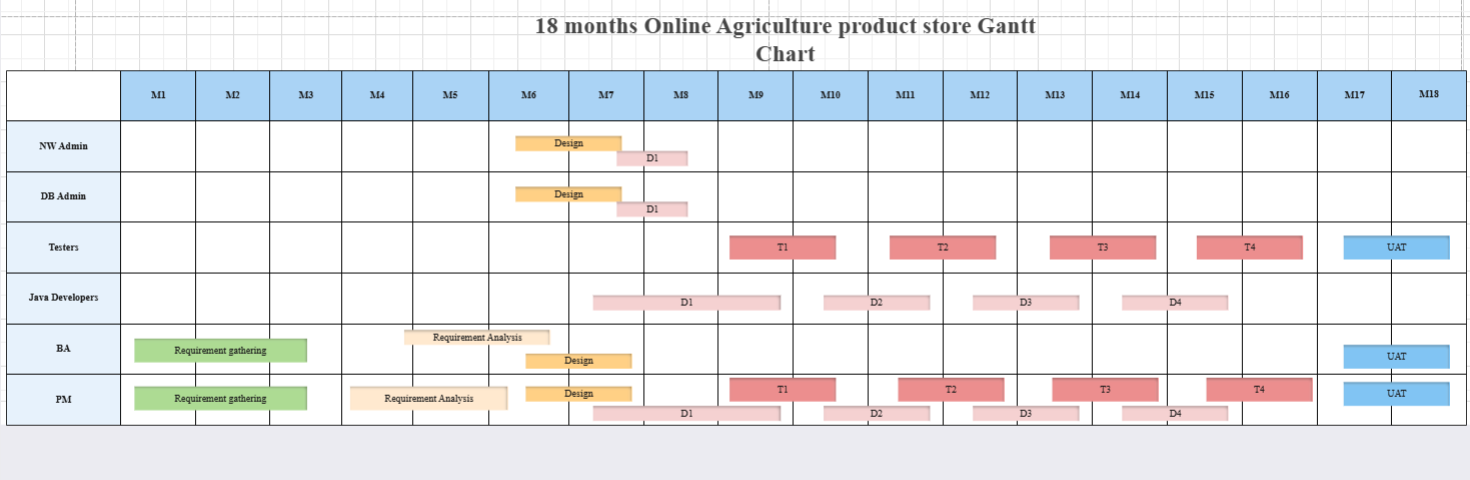 18 months Online Agriculture product store Gantt
Chart
M1 M2 M3 M4 M5 M6 M7 M8 M9 M10 M11 M12 M13 M14 M15 M16 M17 M18
NW Admin Design
D1
DB Admin Design
D1
Testers T1 T2 T3 T4 UAT
Java Developers D1 D2 D3 D4
Requirement Analysis
BA Requirement gathering UAT
Design
T1 T2 T3 T4
PM Requirement gathering Requirement Analysis Design UAT
D1 D2 D3 D4